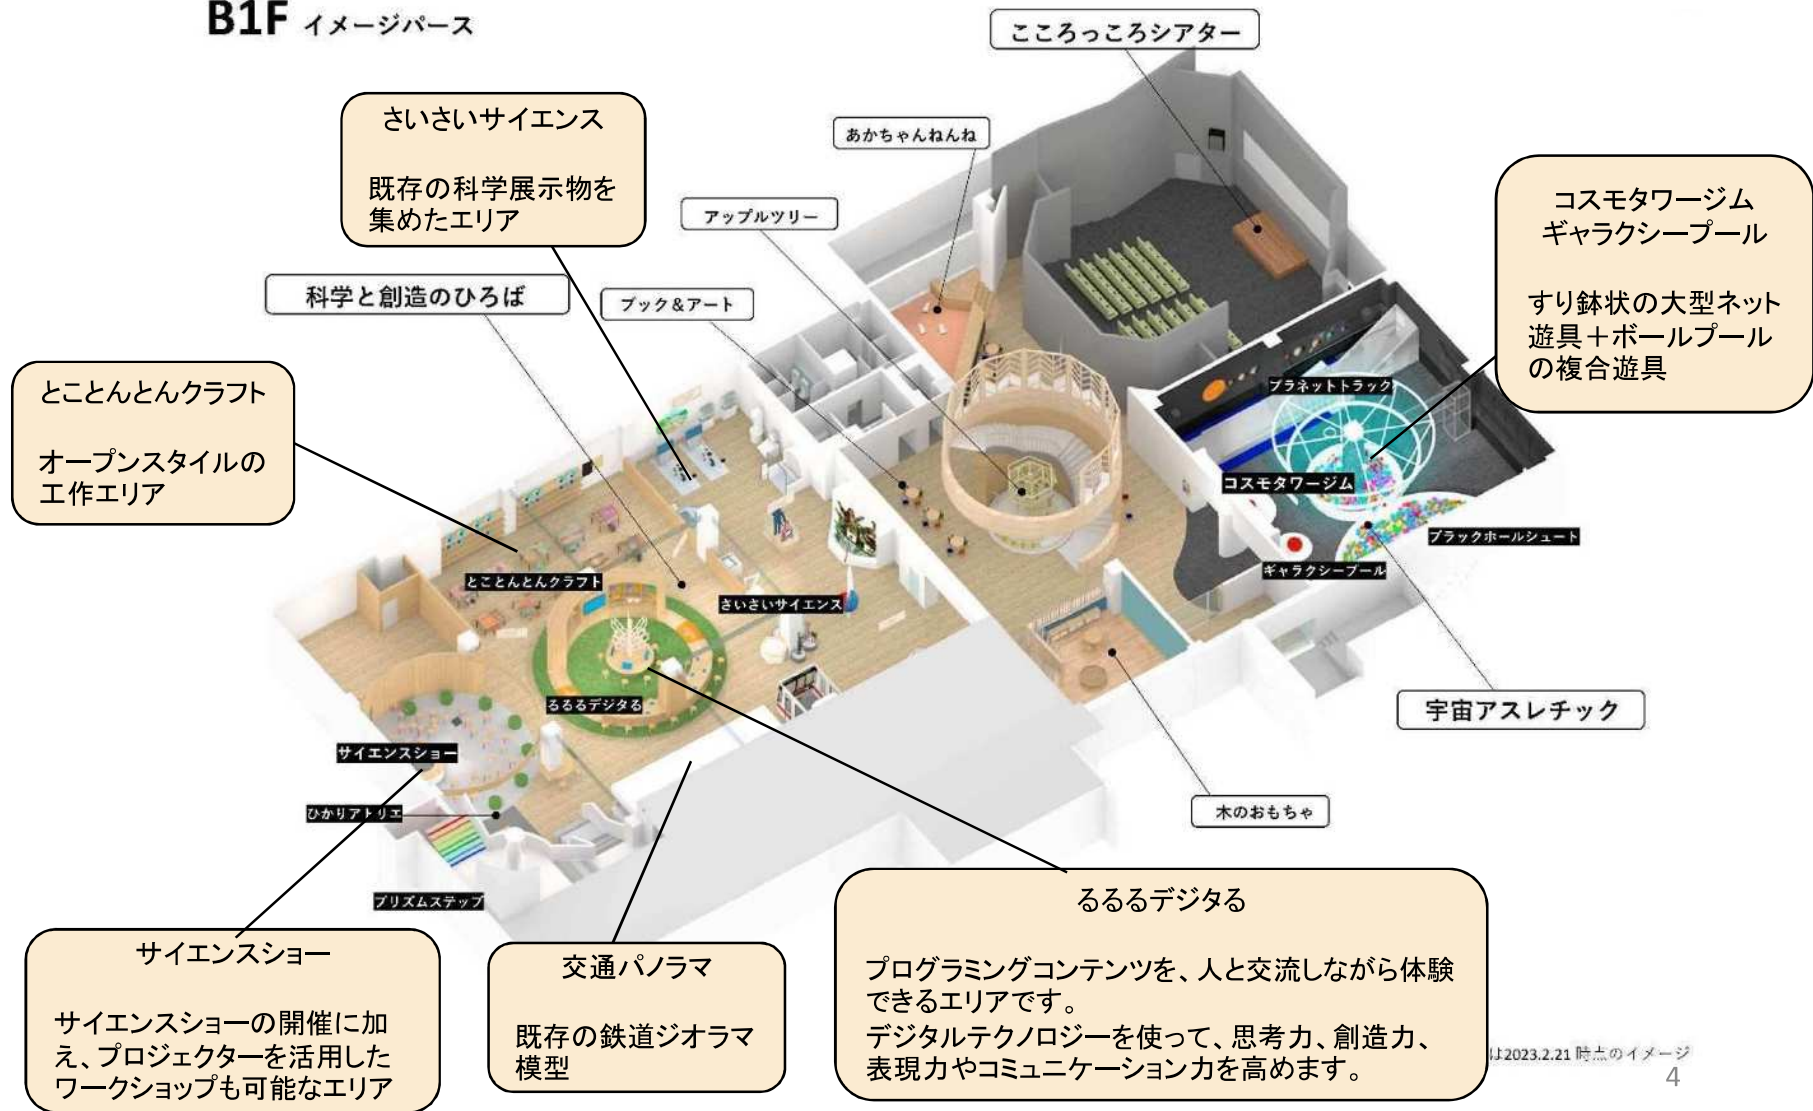 B1F イメージパース
こころっころシアター
さいさいサイエンス
既存の科学展示物を
集めたエリア
あかちゃんねんね
アップルツリー
コスモタワージム
ギャラクシープール
すり鉢状の大型ネット
遊具＋ボールプール
の複合遊具
科学と創造のひろば
ブック＆アート
とことんとんクラフト
オープンスタイルの
工作エリア
プラネットトラック
コスモタワージム
ブラックホールシュート
ギャラクシープール
とことんとんクラフト
さいさいサイエンス
るるるデジタる
宇宙アスレチック
サイエンスショー
ひかりアトリエ
木のおもちゃ
プリズムステップ
サイエンスショー
サイエンスショーの開催に加
え、プロジェクターを活用した
ワークショップも可能なエリア
交通パノラマ
既存の鉄道ジオラマ
模型
るるるデジタる
プログラミングコンテンツを、人と交流しながら体験
できるエリアです。
デジタルテクノロジーを使って、思考力、創造力、
表現力やコミュニケーション力を高めます。
は2023.2.21 時点のイメージ
4